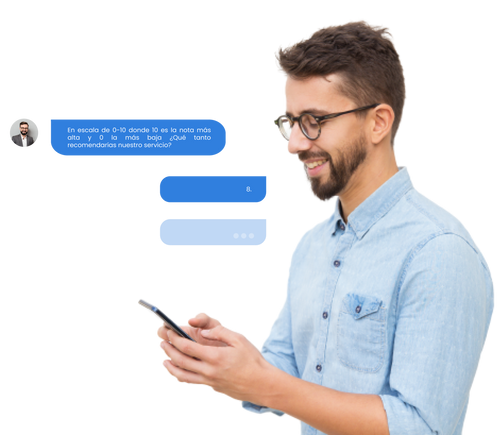 En escala de 0-10 donde 10 es la nota más
alta y 0 la más baja ¿Qué tanto
recomendarías nuestro servicio?
8.